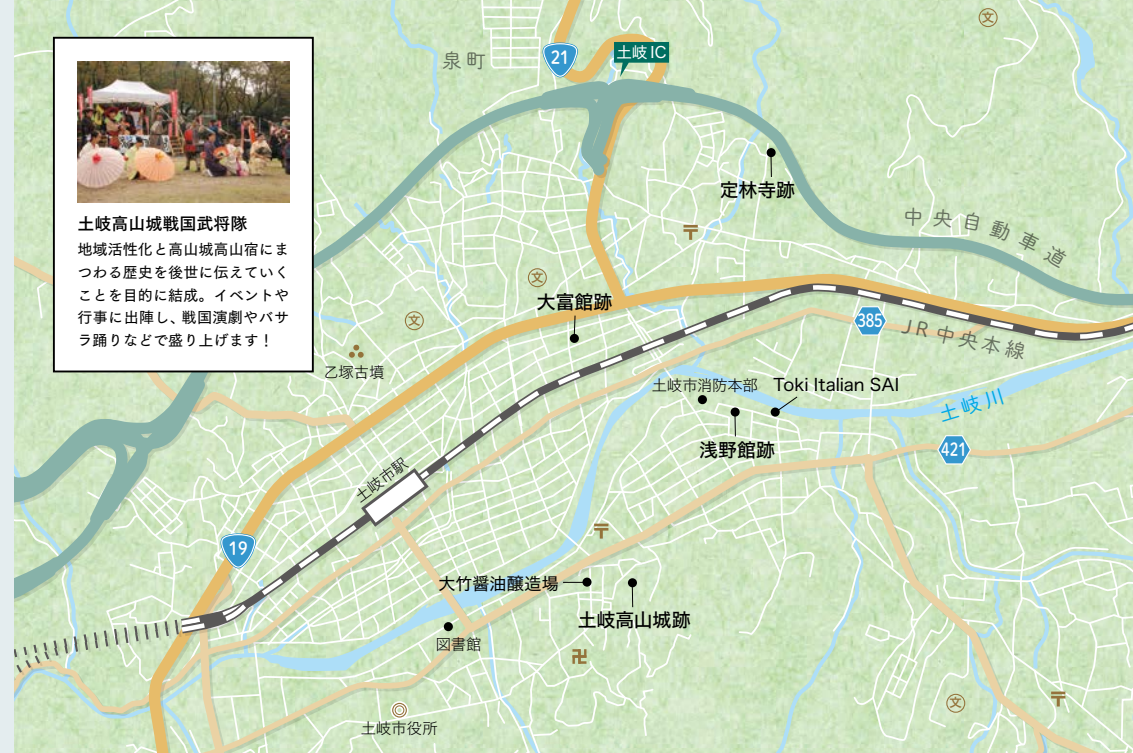 土岐高山城戦国武将隊
地域活性化と高山城高山宿にま
つわる歴史を後世に伝えていく
ことを目的に結成。イベントや
行事に出陣し、戦国演劇やバサ
ラ踊りなどで盛り上げます！
泉町
21
土岐IC
文
定林寺跡
中央自動車道
〒
文
大富館跡
文
385
JR中央本線
乙塚古墳
土岐市消防本部
Toki Italian SAI
土岐川
浅野館跡
421
土岐市駅
19
〒
大竹醤油醸造場
土岐高山城跡
図書館
卍
文
〒
土岐市役所